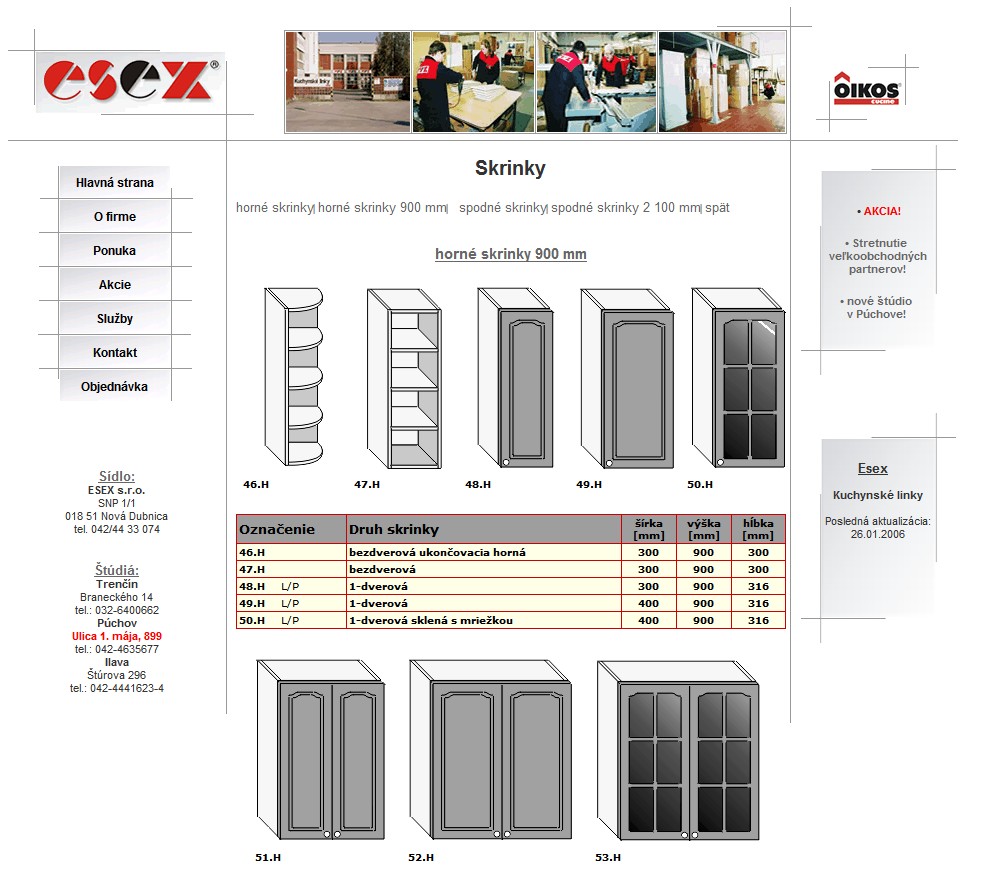 esex®
Kuchynské linky
ÔIKOS®
cucine
Hlavná strana
O firme
Ponuka
Akcie
Služby
Kontakt
Objednávka
Sídlo:
ESEX s.r.o.
SNP 1/1
018 51 Nová Dubnica
tel. 042/44 33 074
Štúdiá:
Trenčín
Braneckého 14
tel.: 032-6400662
Púchov
Ulica 1. mája, 899
tel.: 042-4635677
Ilava
Štúrova 296
tel.: 042-4441623-4
Skrinky
horné skrinky| horné skrinky 900 mm| spodné skrinky| spodné skrinky 2 100 mm| späť
horné skrinky 900 mm
46.H 47.H 48.H 49.H 50.H
Označenie Druh skrinky šírka [mm] výška [mm] hĺbka [mm]
46.H bezdverová ukončovacia horná 300 900 300
47.H bezdverová 300 900 300
48.H L/P 1-dverová 300 900 316
49.H L/P 1-dverová 400 900 316
50.H L/P 1-dverová sklená s mriežkou 400 900 316
51.H 52.H 53.H
• AKCIA!
• Stretnutie
veľkoobchodných
partnerov!
• nové štúdio
v Púchove!
Esex
Kuchynské linky
Posledná aktualizácia:
26.01.2006